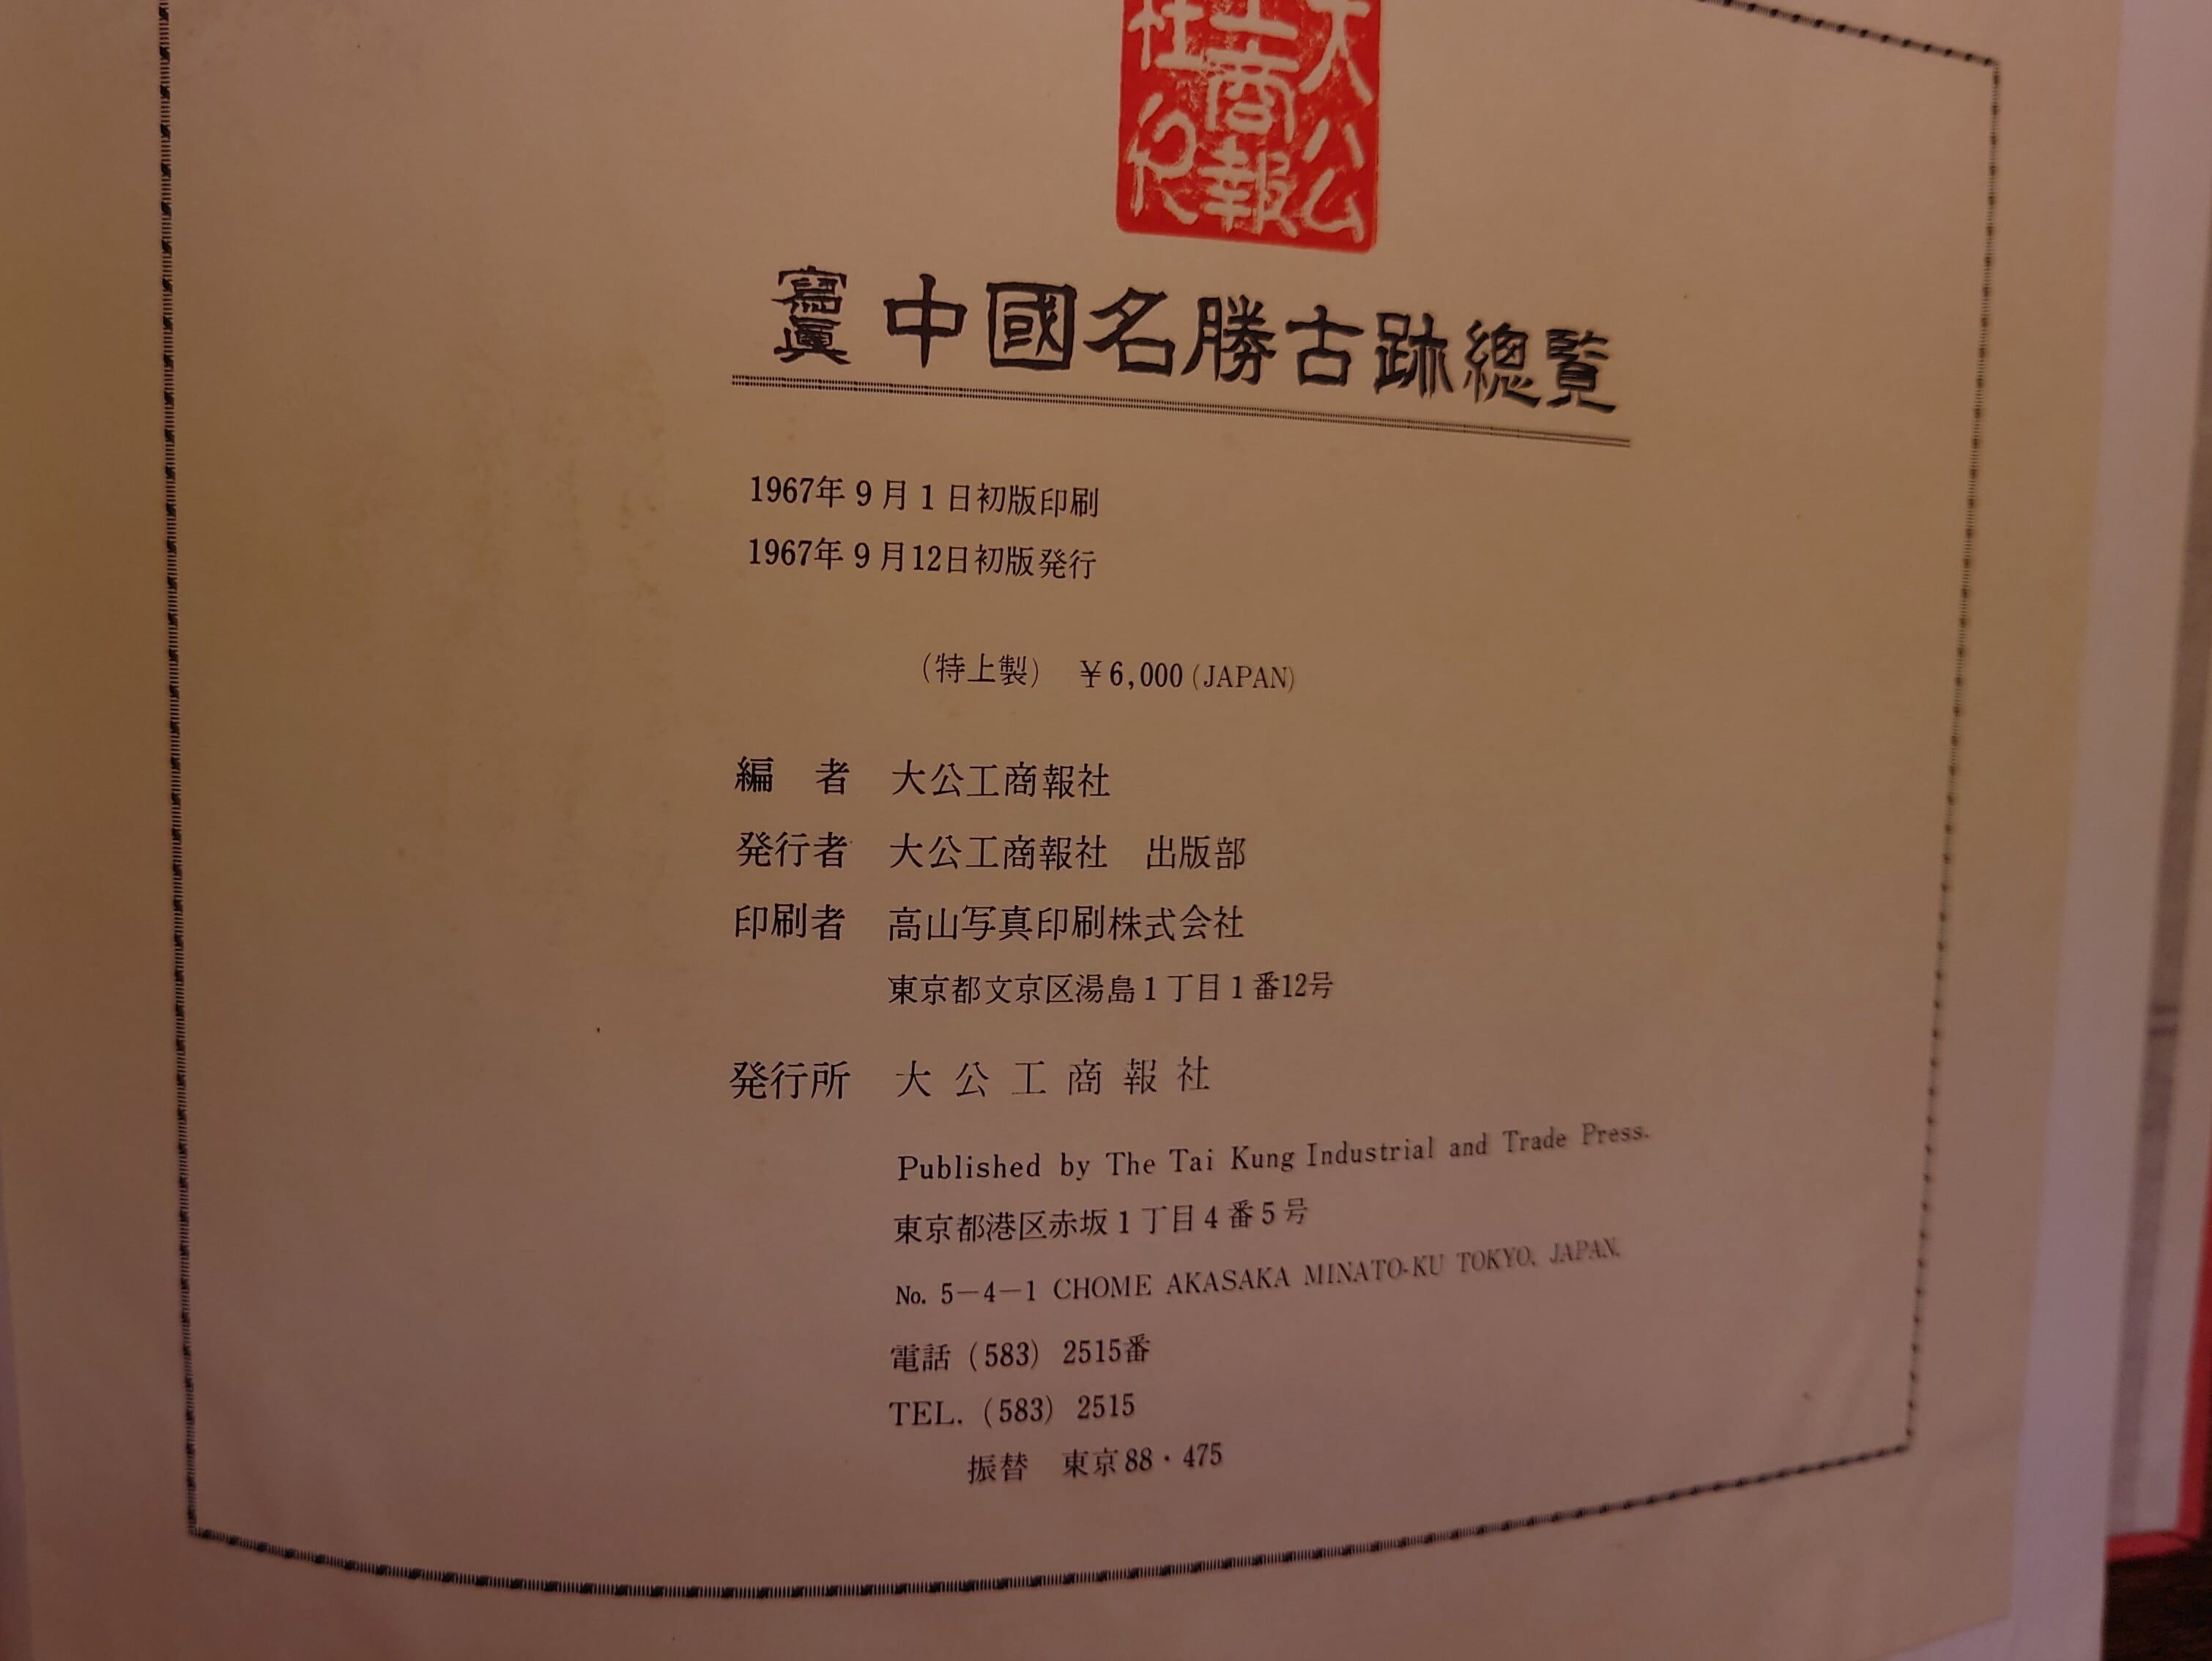 大公
工商報
社印
寫眞 中國名勝古跡總覧
1967年9月1日初版印刷
1967年9月12日初版発行
（特上製） ￥6,000 (JAPAN)
編　者　大公工商報社
発行者　大公工商報社　出版部
印刷者　高山写真印刷株式会社
東京都文京区湯島1丁目1番12号
発行所　大公工商報社
Published by The Tai Kung Industrial and Trade Press.
東京都港区赤坂1丁目4番5号
No. 5—4—1 CHOME AKASAKA MINATO-KU TOKYO, JAPAN.
電話 (583) 2515番
TEL. (583) 2515
振替　東京88・475